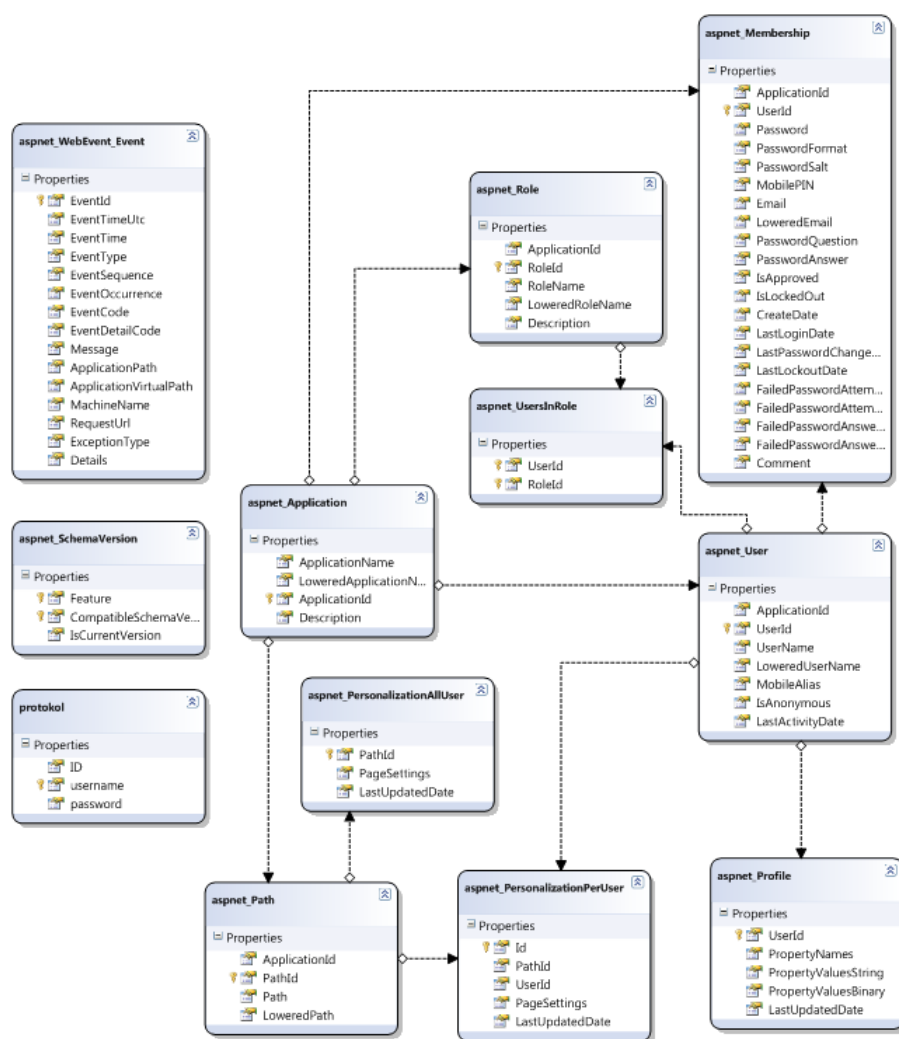 aspnet_Membership
Properties
ApplicationId
UserId
Password
PasswordFormat
PasswordSalt
MobilePIN
Email
LoweredEmail
PasswordQuestion
PasswordAnswer
IsApproved
IsLockedOut
CreateDate
LastLoginDate
LastPasswordChange...
LastLockoutDate
FailedPasswordAttem...
FailedPasswordAttem...
FailedPasswordAnswe...
FailedPasswordAnswe...
Comment
aspnet_WebEvent_Event
Properties
EventId
EventTimeUtc
EventTime
EventType
EventSequence
EventOccurrence
EventCode
EventDetailCode
Message
ApplicationPath
ApplicationVirtualPath
MachineName
RequestUrl
ExceptionType
Details
aspnet_Role
Properties
ApplicationId
RoleId
RoleName
LoweredRoleName
Description
aspnet_UsersInRole
Properties
UserId
RoleId
aspnet_Application
Properties
ApplicationName
LoweredApplicationN...
ApplicationId
Description
aspnet_SchemaVersion
Properties
Feature
CompatibleSchemaVe...
IsCurrentVersion
aspnet_User
Properties
ApplicationId
UserId
UserName
LoweredUserName
MobileAlias
IsAnonymous
LastActivityDate
protokol
Properties
ID
username
password
aspnet_PersonalizationAllUser
Properties
PathId
PageSettings
LastUpdatedDate
aspnet_Path
Properties
ApplicationId
PathId
Path
LoweredPath
aspnet_PersonalizationPerUser
Properties
Id
PathId
UserId
PageSettings
LastUpdatedDate
aspnet_Profile
Properties
UserId
PropertyNames
PropertyValuesString
PropertyValuesBinary
LastUpdatedDate